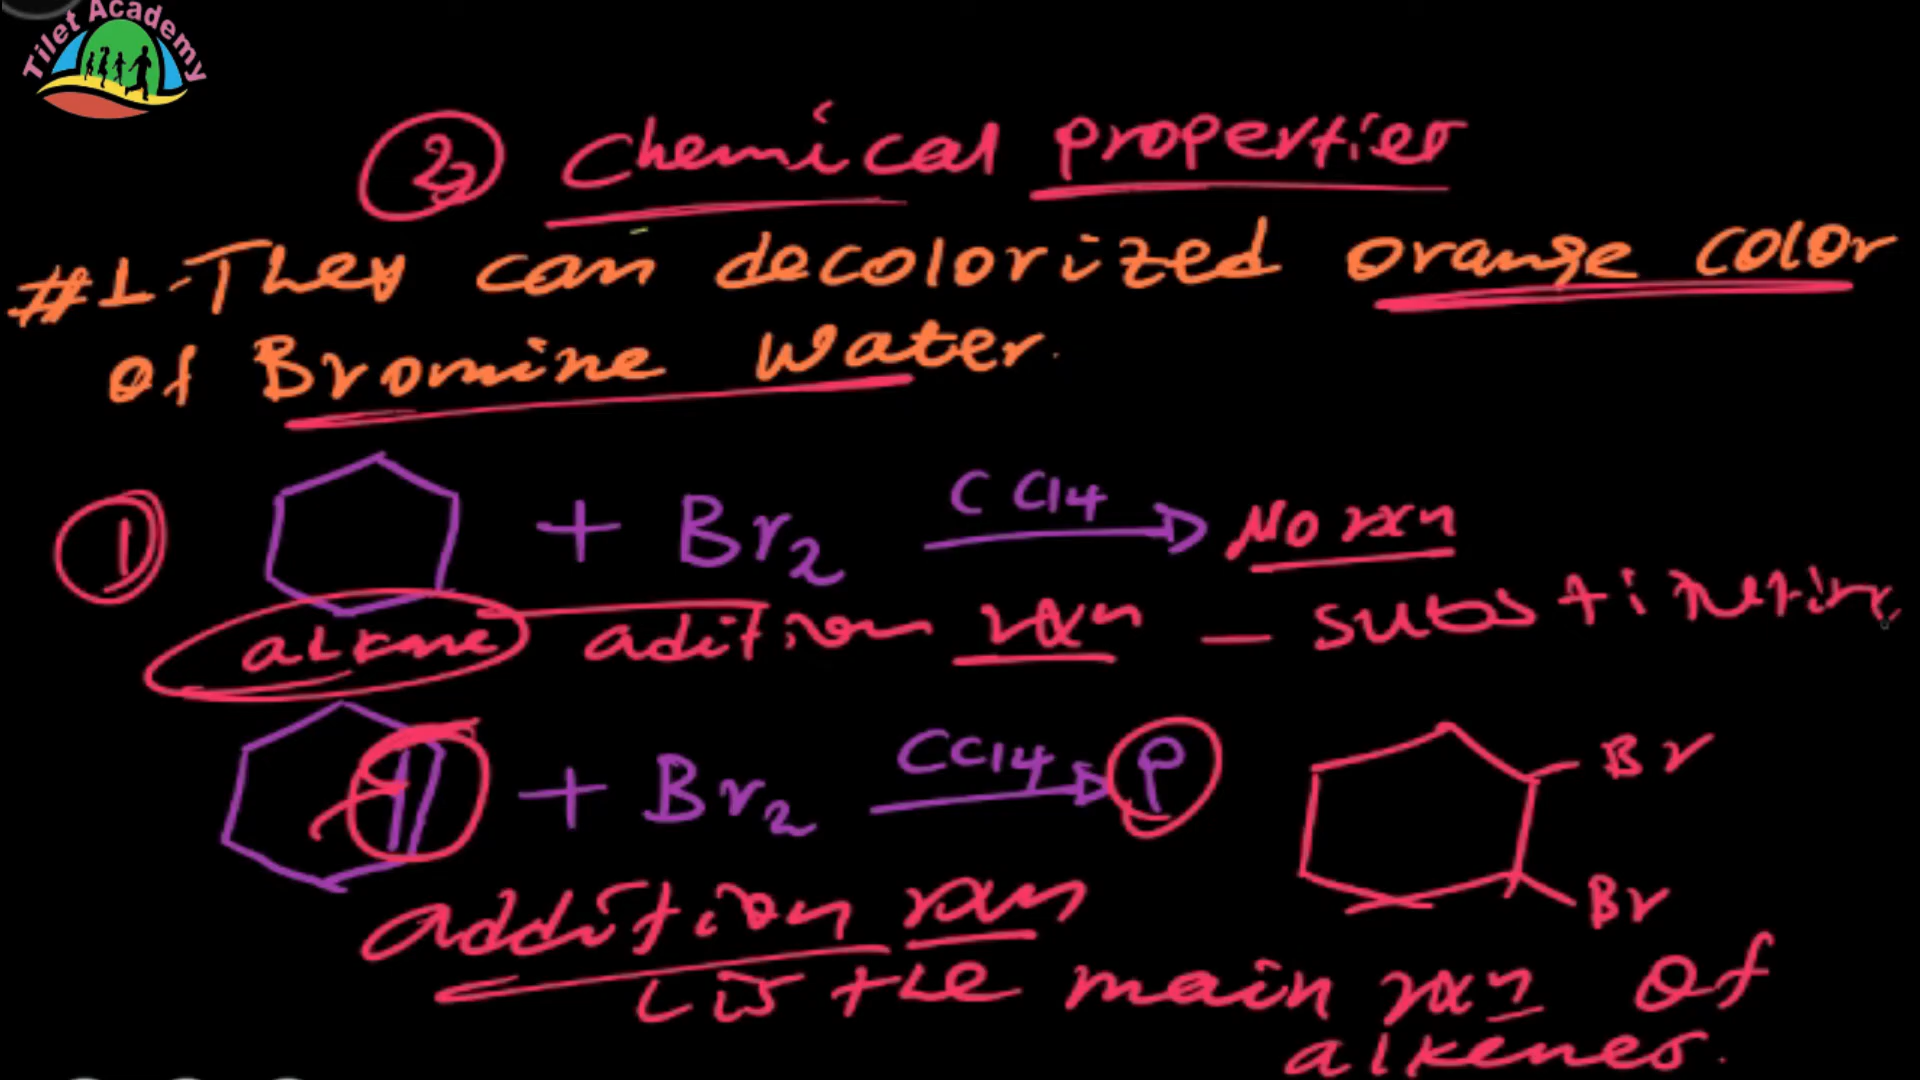 Tilet Academy
2, Chemical properties
#1-They can decolorized orange color
of Bromine water.
1 + Br2 CCl4 No rxn
alkane adition rxn - substitution
+ Br2 CCl4 P Br
Br
addition rxn
is the main rxn of
alkenes.